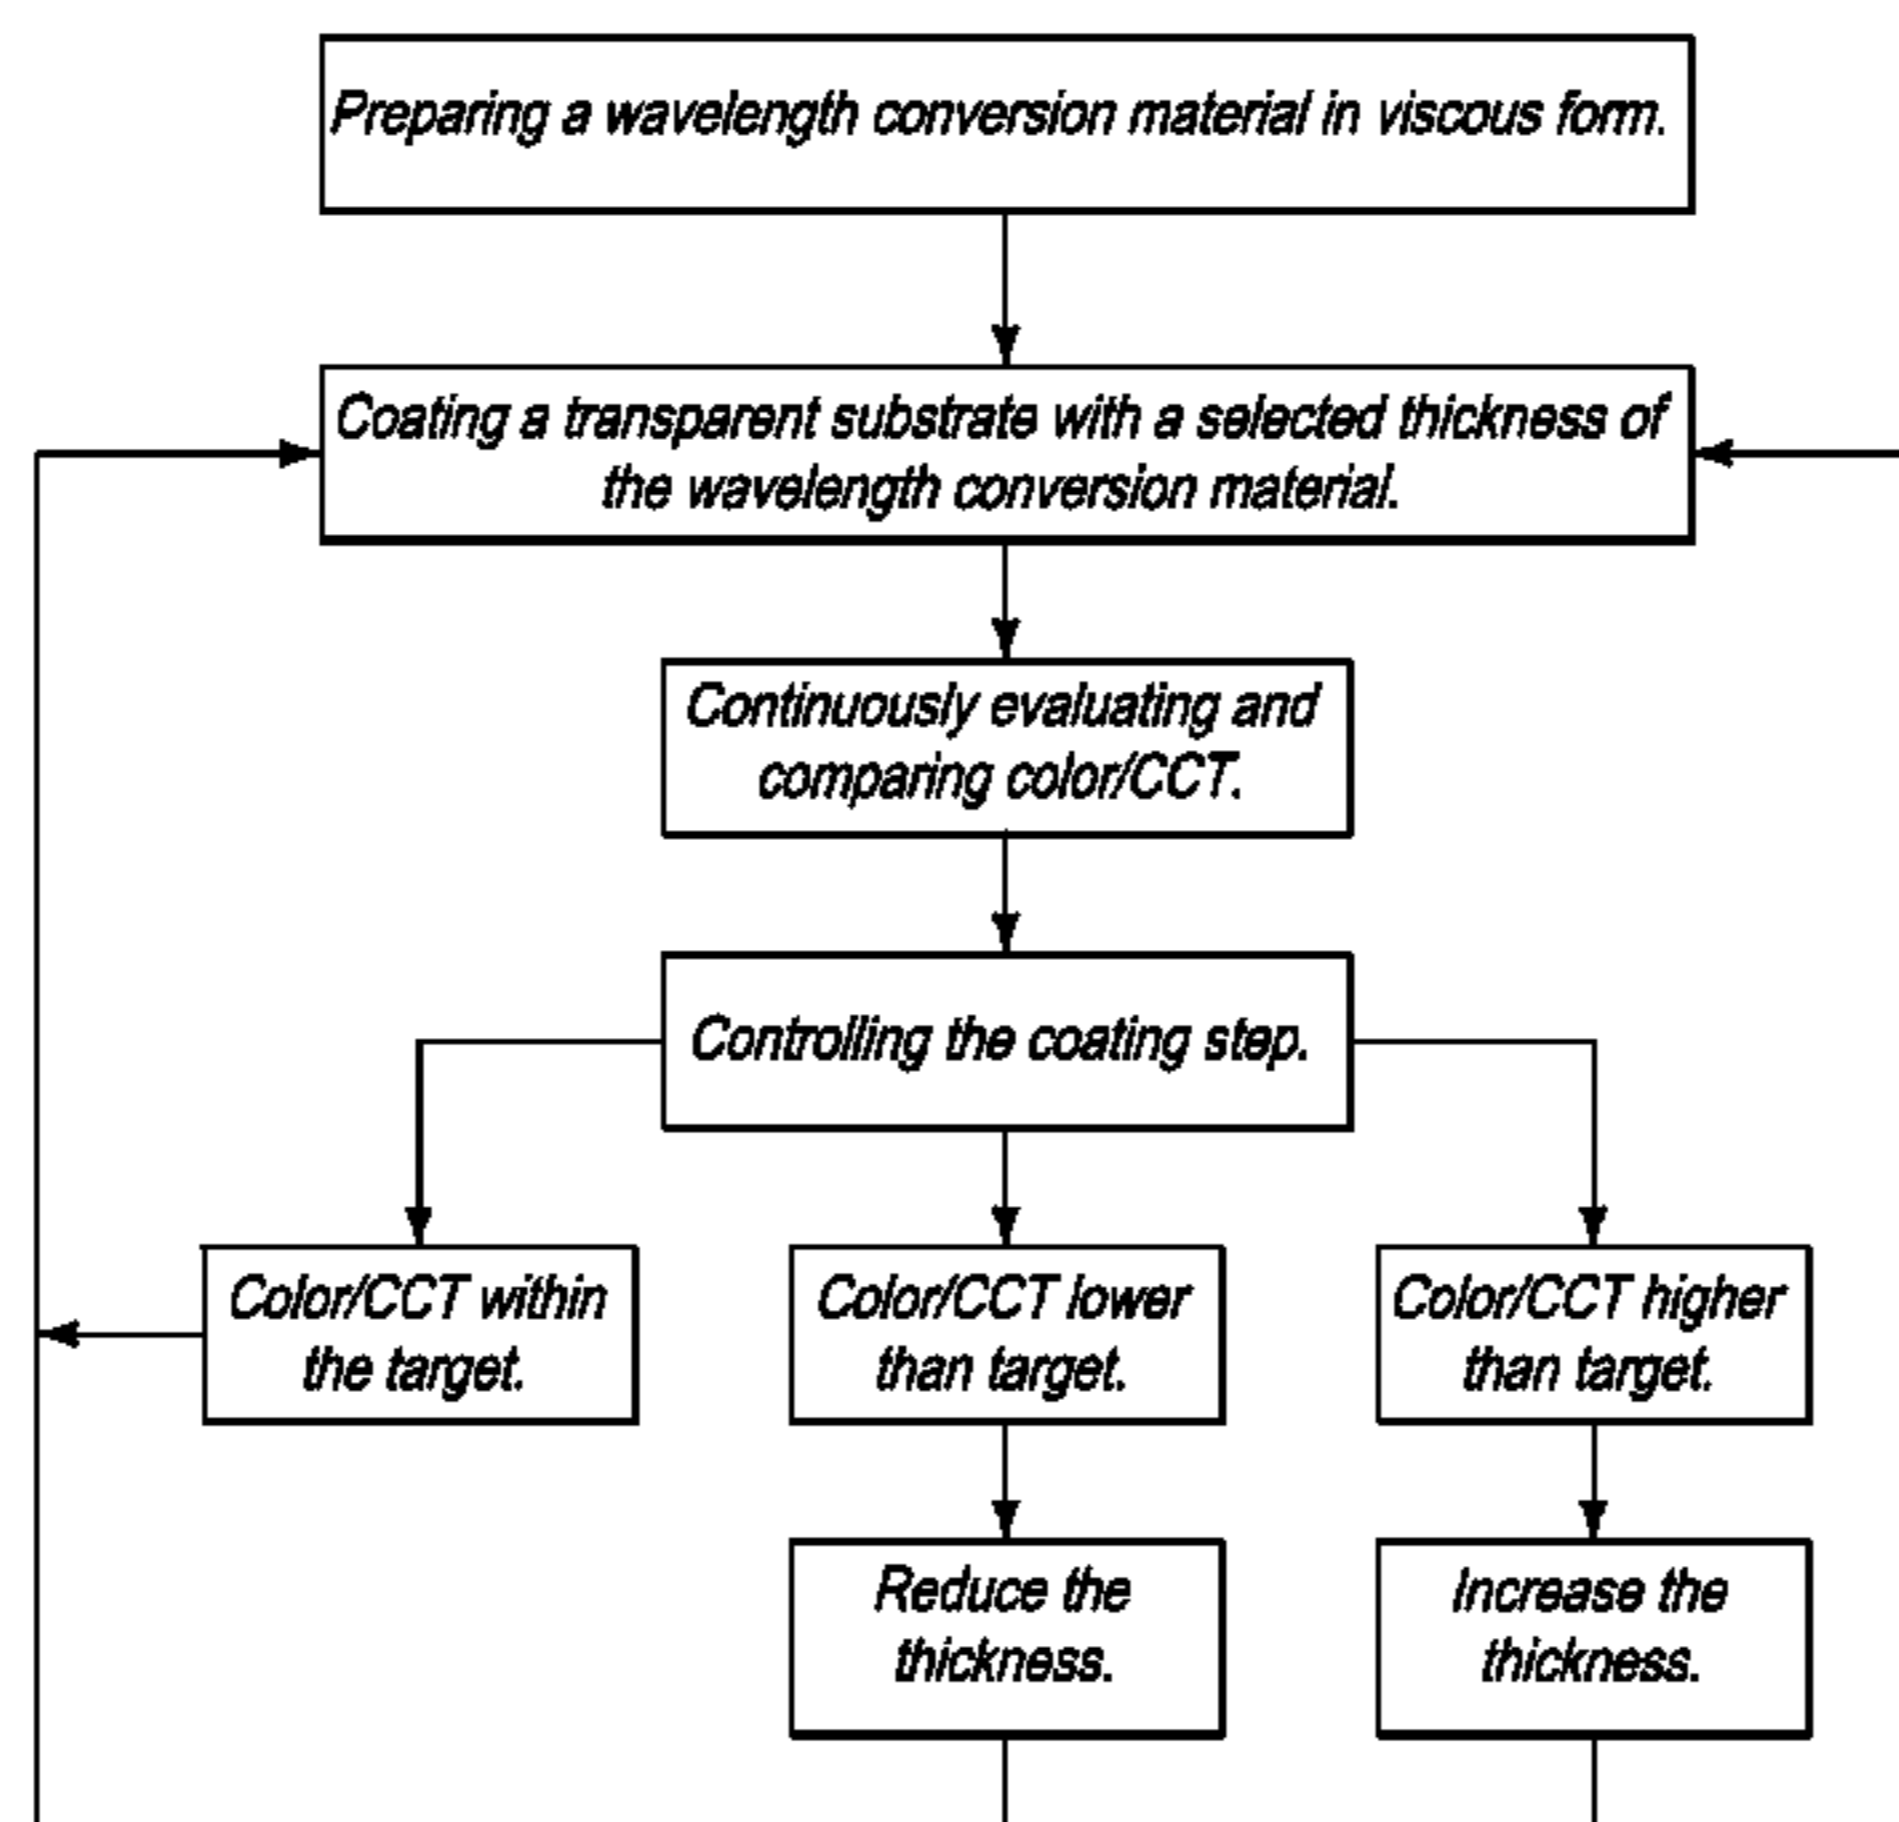 Preparing a wavelength conversion material in viscous form.
Coating a transparent substrate with a selected thickness of
the wavelength conversion material.
Continuously evaluating and
comparing color/CCT.
Controlling the coating step.
Color/CCT within
the target.
Color/CCT lower
than target.
Color/CCT higher
than target.
Reduce the
thickness.
Increase the
thickness.